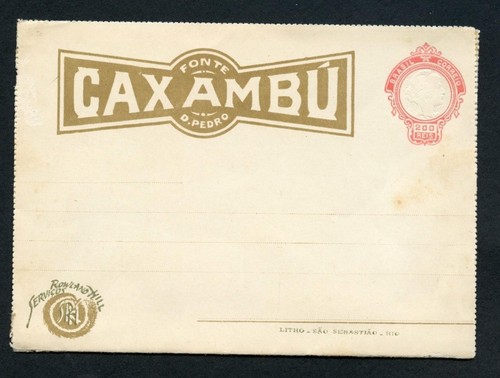 FONTE
CAXAMBÚ
D. PEDRO
BRASIL CORREIO
200
REIS
SERVIÇOS
ROWLAND HILL
LITHO - SÃO SEBASTIÃO - RIO